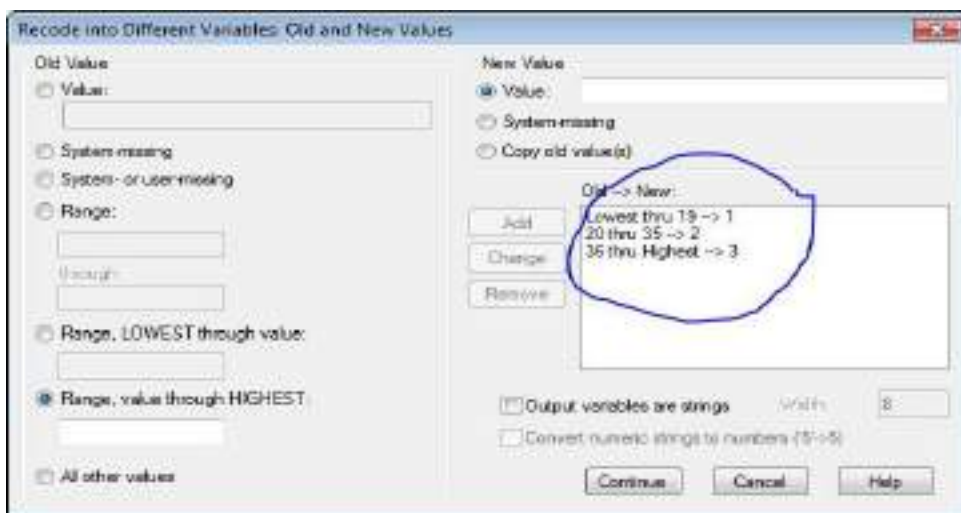 Recode into Different Variables: Old and New Values
Old Value
Value:
System-missing
System- or user-missing
Range:
through
Range, LOWEST through value:
Range, value through HIGHEST:
All other values
New Value
Value:
System-missing
Copy old value(s)
Old --> New:
Add
Change
Remove
Lowest thru 19 --> 1
20 thru 35 --> 2
36 thru Highest --> 3
Output variables are strings Width: 8
Convert numeric strings to numbers ('5'->5)
Continue Cancel Help